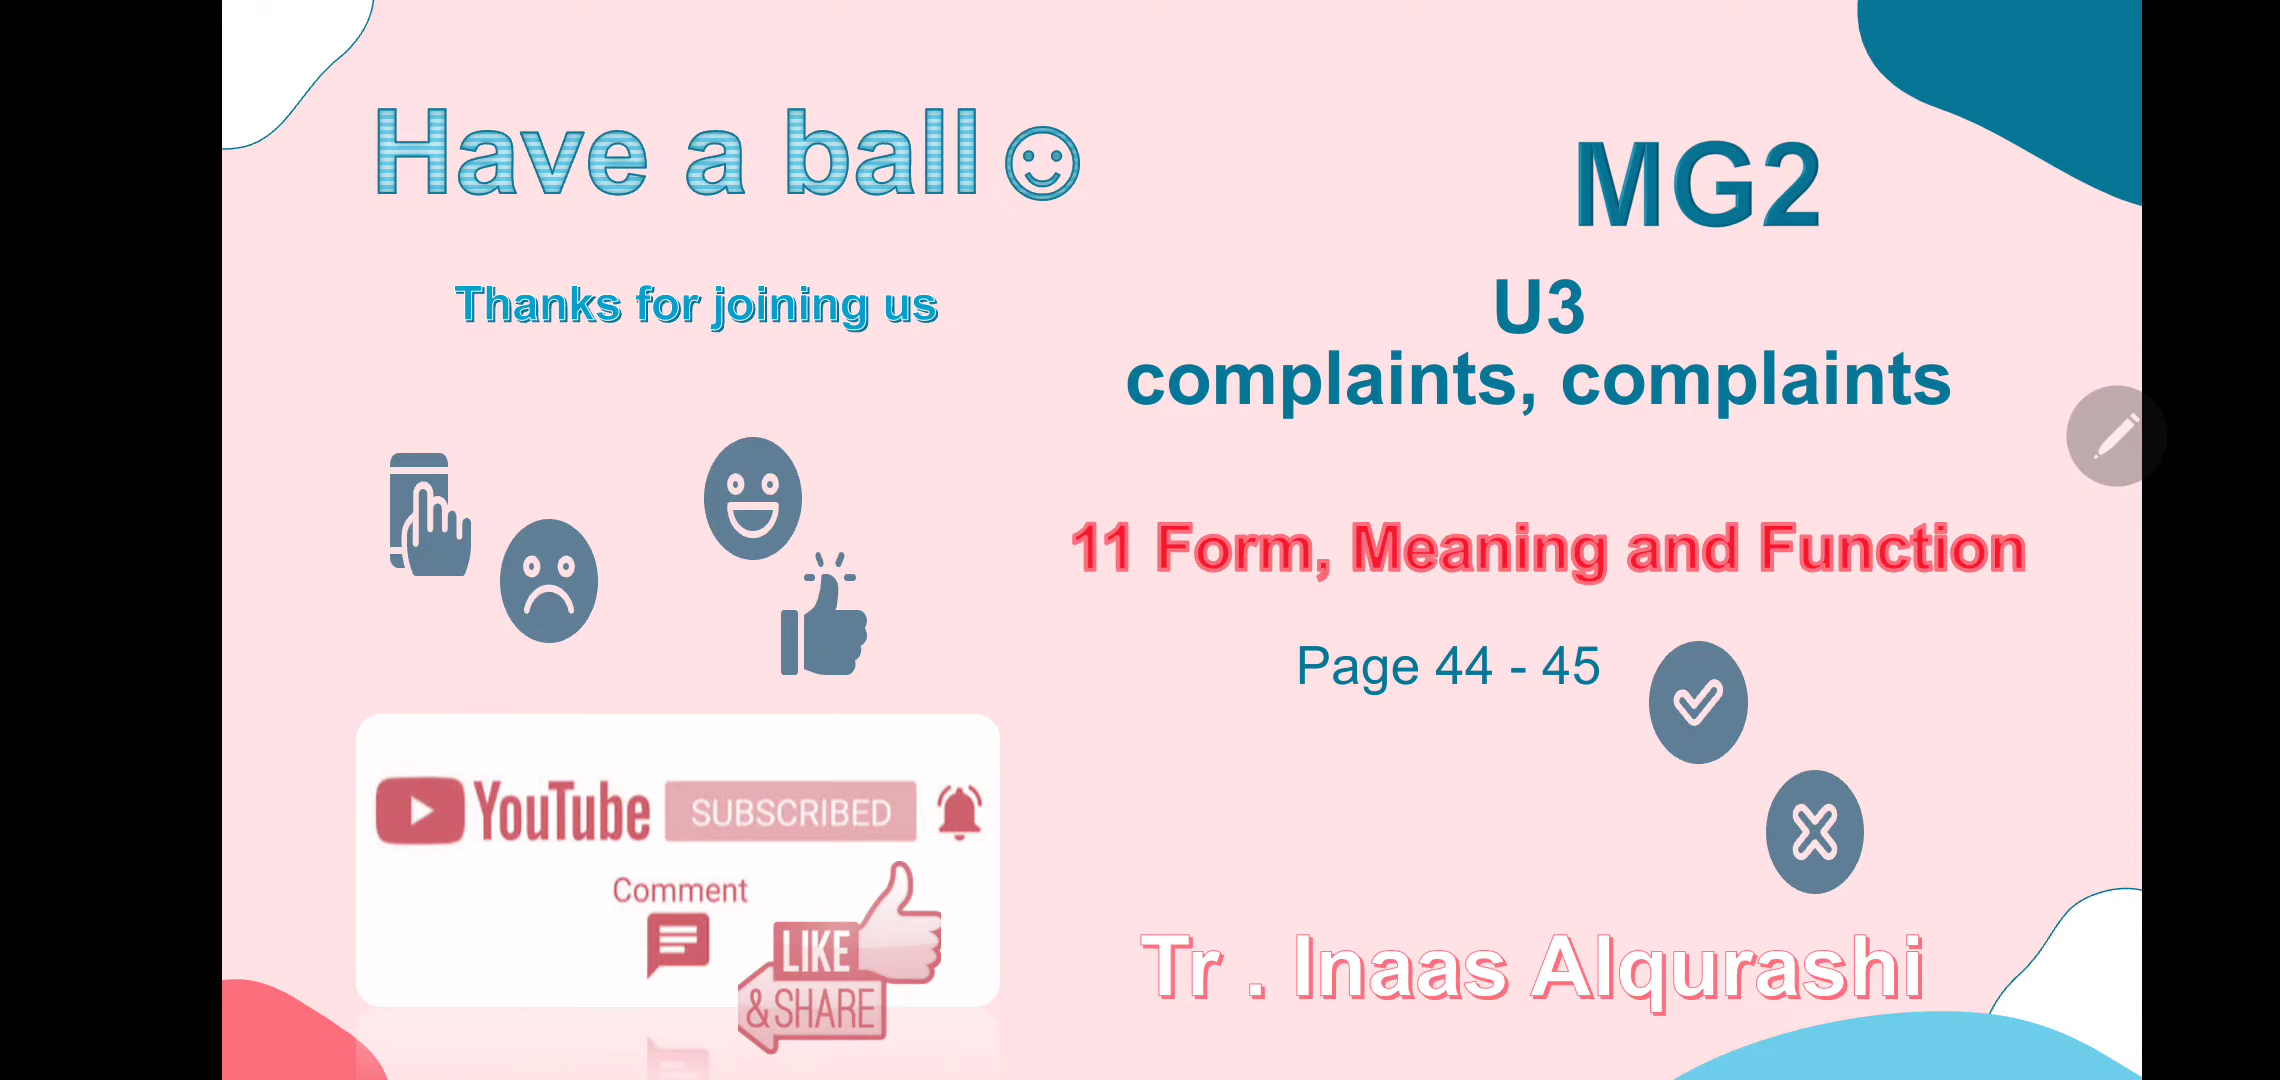 Have a ball
Thanks for joining us
MG2
U3
complaints, complaints
11 Form, Meaning and Function
Page 44 - 45
YouTube SUBSCRIBED
Comment
LIKE
& SHARE
Tr . Inaas Alqurashi